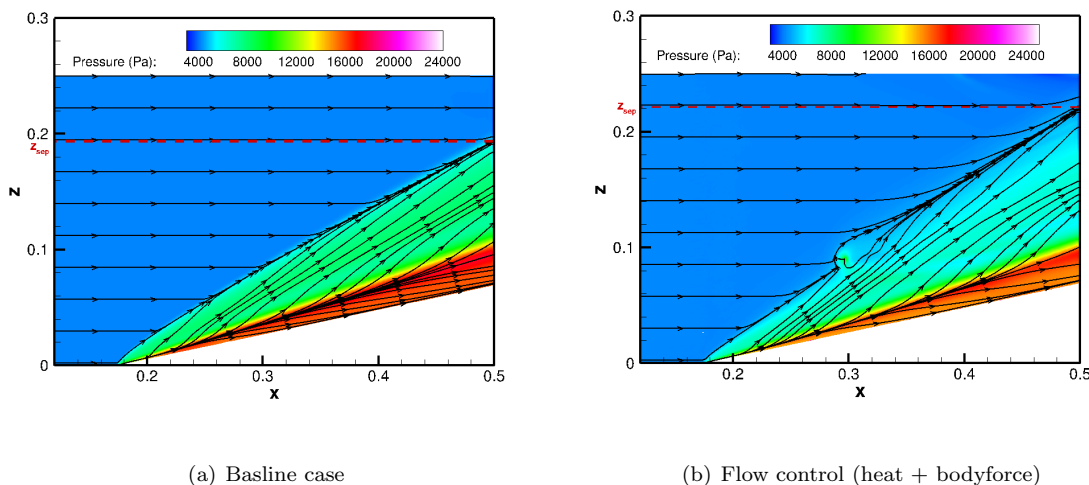 0.3
Pressure (Pa):
4000 8000 12000 16000 20000 24000
0.2
z_sep
z
0.1
0
0.2 0.3 0.4 0.5
x
(a) Basline case
0.3
Pressure (Pa):
4000 8000 12000 16000 20000 24000
z_sep
0.2
z
0.1
0
0.2 0.3 0.4 0.5
x
(b) Flow control (heat + bodyforce)